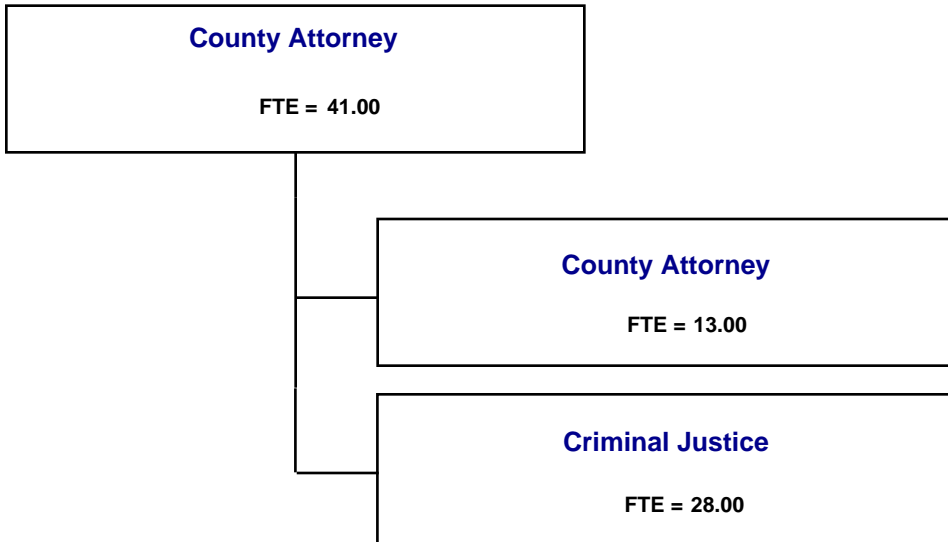 County Attorney
FTE = 41.00
County Attorney
FTE = 13.00
Criminal Justice
FTE = 28.00